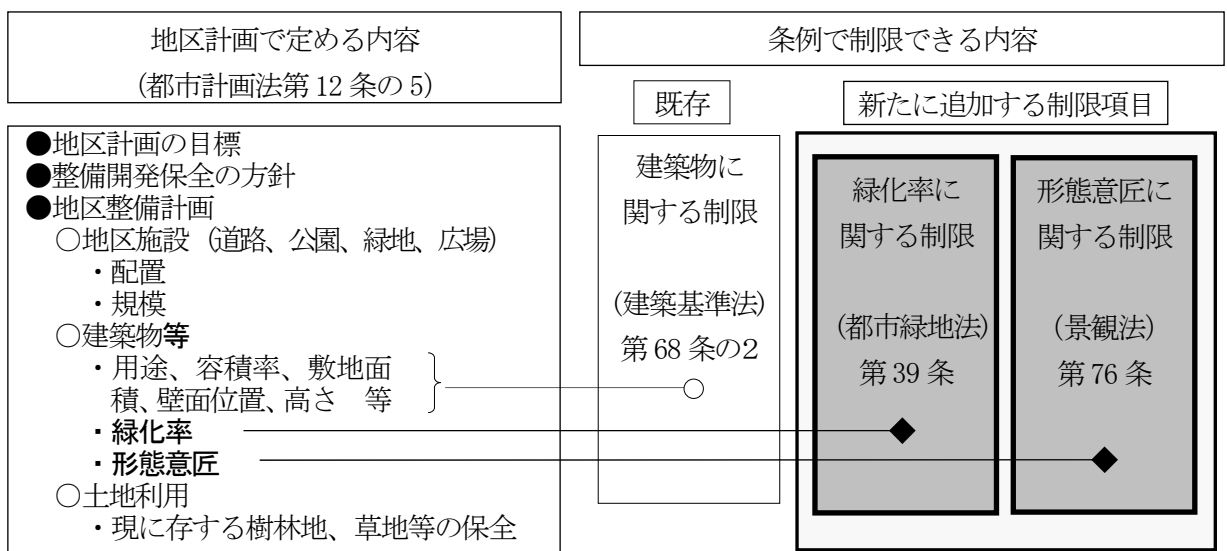 地区計画で定める内容
(都市計画法第12条の5)
条例で制限できる内容
既存
新たに追加する制限項目
●地区計画の目標
●整備開発保全の方針
●地区整備計画
○地区施設（道路、公園、緑地、広場）
・配置
・規模
○建築物等
・用途、容積率、敷地面
積、壁面位置、高さ　等
・緑化率
・形態意匠
○土地利用
・現に存する樹林地、草地等の保全
建築物に
関する制限
(建築基準法)
第68条の2
緑化率に
関する制限
(都市緑地法)
第39条
形態意匠に
関する制限
(景観法)
第76条